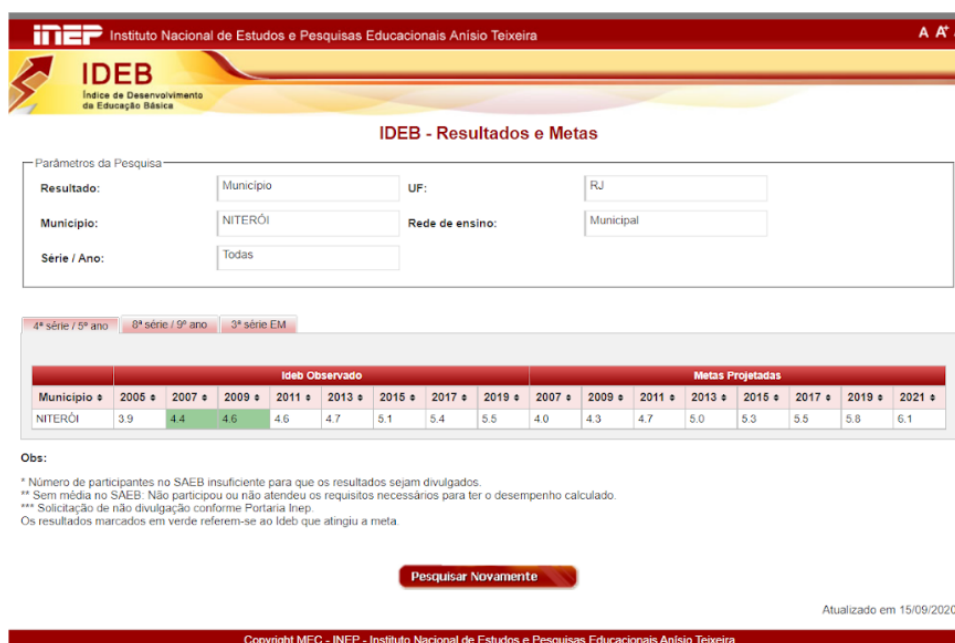 inep Instituto Nacional de Estudos e Pesquisas Educacionais Anísio Teixeira A A+
IDEB
Índice de Desenvolvimento
da Educação Básica
IDEB - Resultados e Metas
Parâmetros da Pesquisa
Resultado: Município UF: RJ
Município: NITERÓI Rede de ensino: Municipal
Série / Ano: Todas
4ª série / 5º ano 8ª série / 9º ano 3ª série EM
Ideb Observado Metas Projetadas
Município 2005 2007 2009 2011 2013 2015 2017 2019 2007 2009 2011 2013 2015 2017 2019 2021
NITERÓI 3.9 4.4 4.6 4.6 4.7 5.1 5.4 5.5 4.0 4.3 4.7 5.0 5.3 5.5 5.8 6.1
Obs:
* Número de participantes no SAEB insuficiente para que os resultados sejam divulgados.
** Sem média no SAEB: Não participou ou não atendeu os requisitos necessários para ter o desempenho calculado.
*** Solicitação de não divulgação conforme Portaria Inep.
Os resultados marcados em verde referem-se ao Ideb que atingiu a meta.
Pesquisar Novamente
Atualizado em 15/09/2020
Copyright MEC - INEP - Instituto Nacional de Estudos e Pesquisas Educacionais Anísio Teixeira